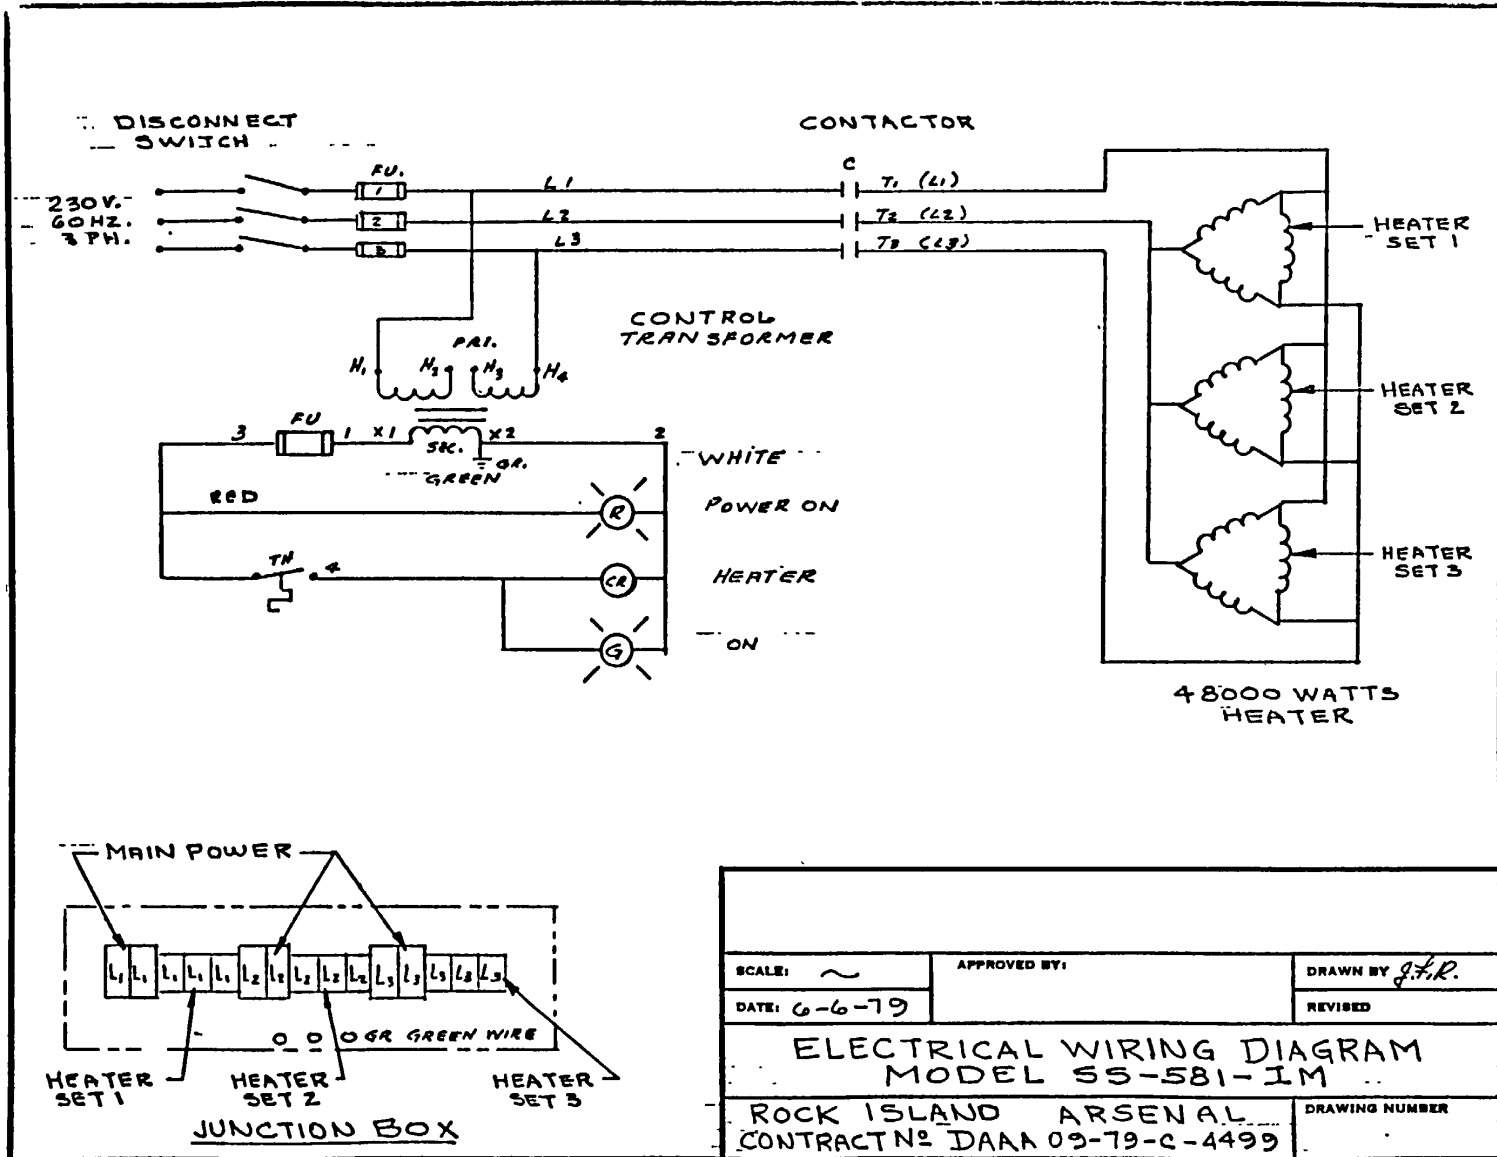 DISCONNECT
SWITCH
CONTACTOR
FU.
C
230V.
60HZ.
3 PH.
1
L1
T1 (L1)
2
L2
T2 (L2)
3
L3
T3 (L3)
HEATER
SET 1
CONTROL
TRANSFORMER
PRI.
H1 H2 H3 H4
HEATER
SET 2
3 FU 1 X1 SEC. X2 2
GR.
GREEN
WHITE
RED
R
POWER ON
TH 4
CR
HEATER
HEATER
SET 3
G
ON
48000 WATTS
HEATER
MAIN POWER
L1 L1 L1 L1 L1 L2 L2 L2 L2 L2 L3 L3 L3 L3 L3
GR GREEN WIRE
HEATER
SET 1
HEATER
SET 2
HEATER
SET 3
JUNCTION BOX
SCALE: ~
APPROVED BY:
DRAWN BY J.F.R.
DATE: 6-6-79
REVISED
ELECTRICAL WIRING DIAGRAM
MODEL SS-581-IM
ROCK ISLAND ARSENAL
CONTRACT Nº DAAA 09-79-C-4499
DRAWING NUMBER